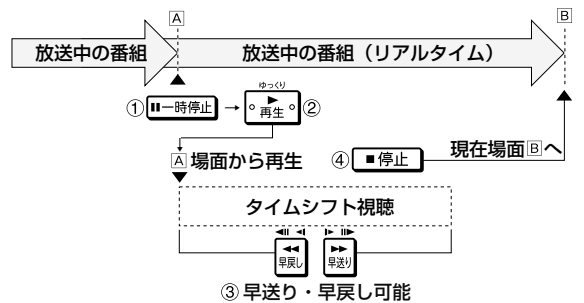 A B
放送中の番組 放送中の番組（リアルタイム）
ゆっくり
① 一時停止 → 再生 ②
A 場面から再生 ④ 停止 現在場面Bへ
タイムシフト視聴
早戻し 早送り
③ 早送り・早戻し可能